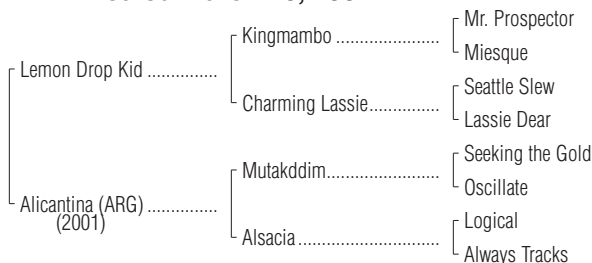 Kingmambo ....................
Mr. Prospector
Miesque
Lemon Drop Kid ..............
Charming Lassie..............
Seattle Slew
Lassie Dear
Mutakddim.......................
Seeking the Gold
Oscillate
Alicantina (ARG) ..............
(2001)
Alsacia ............................
Logical
Always Tracks